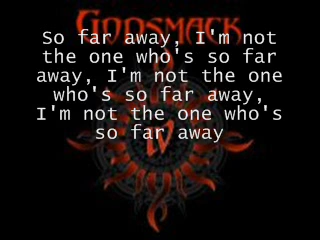 GODSMACK
So far away, I'm not
the one who's so far
away, I'm not the one
who's so far away,
I'm not the one who's
so far away
IV